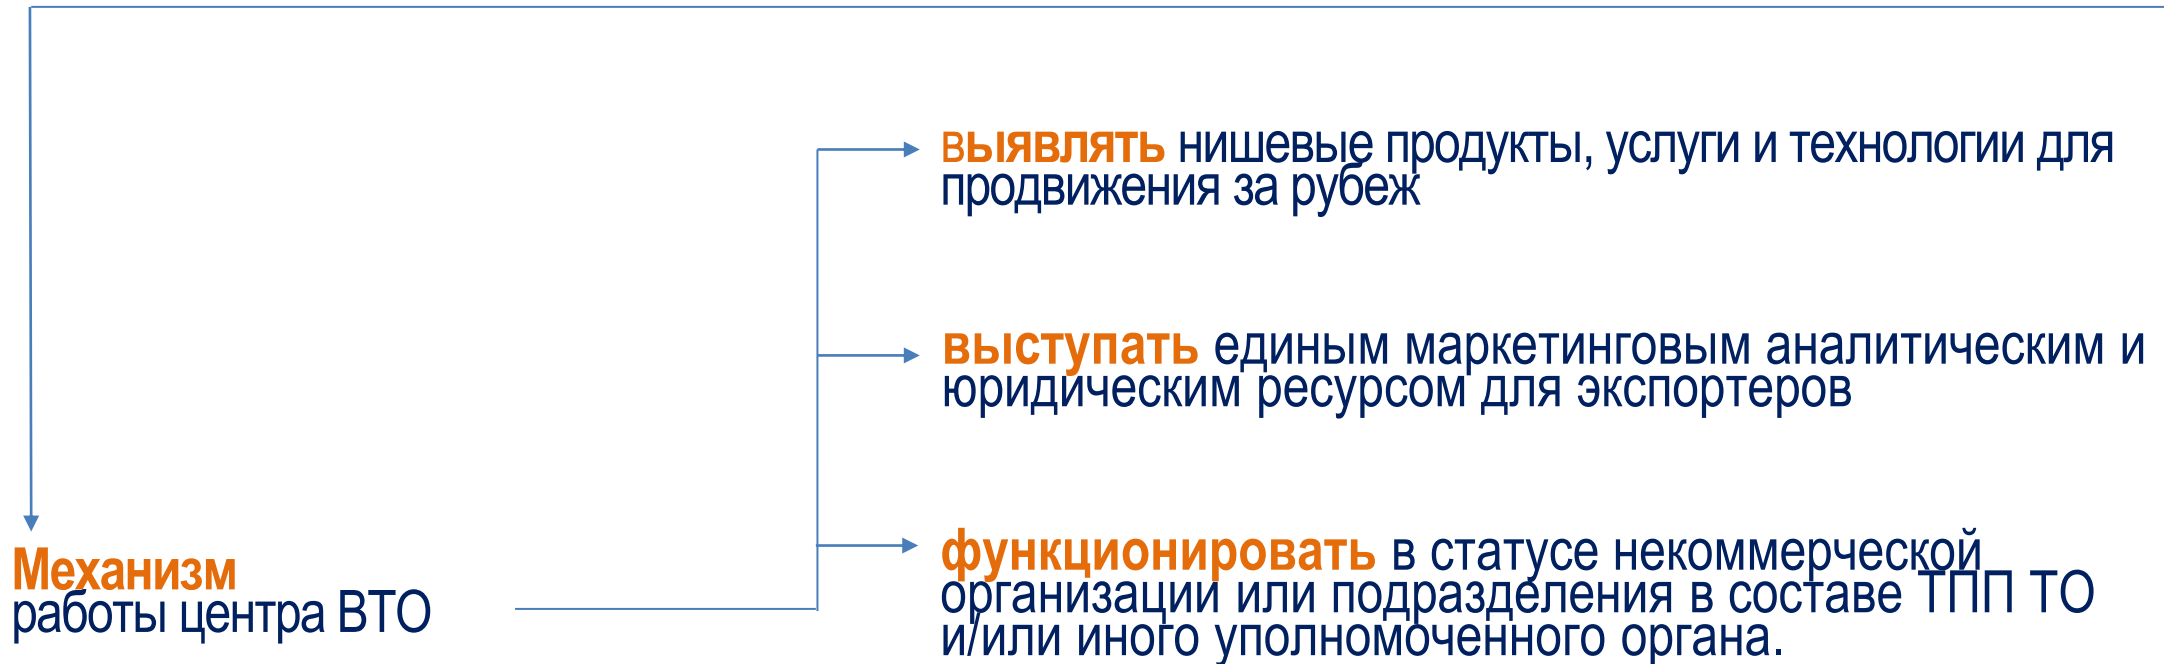 выявлять нишевые продукты, услуги и технологии для
продвижения за рубеж
выступать единым маркетинговым аналитическим и
юридическим ресурсом для экспортеров
Механизм
работы центра ВТО
функционировать в статусе некоммерческой
организации или подразделения в составе ТПП ТО
и/или иного уполномоченного органа.